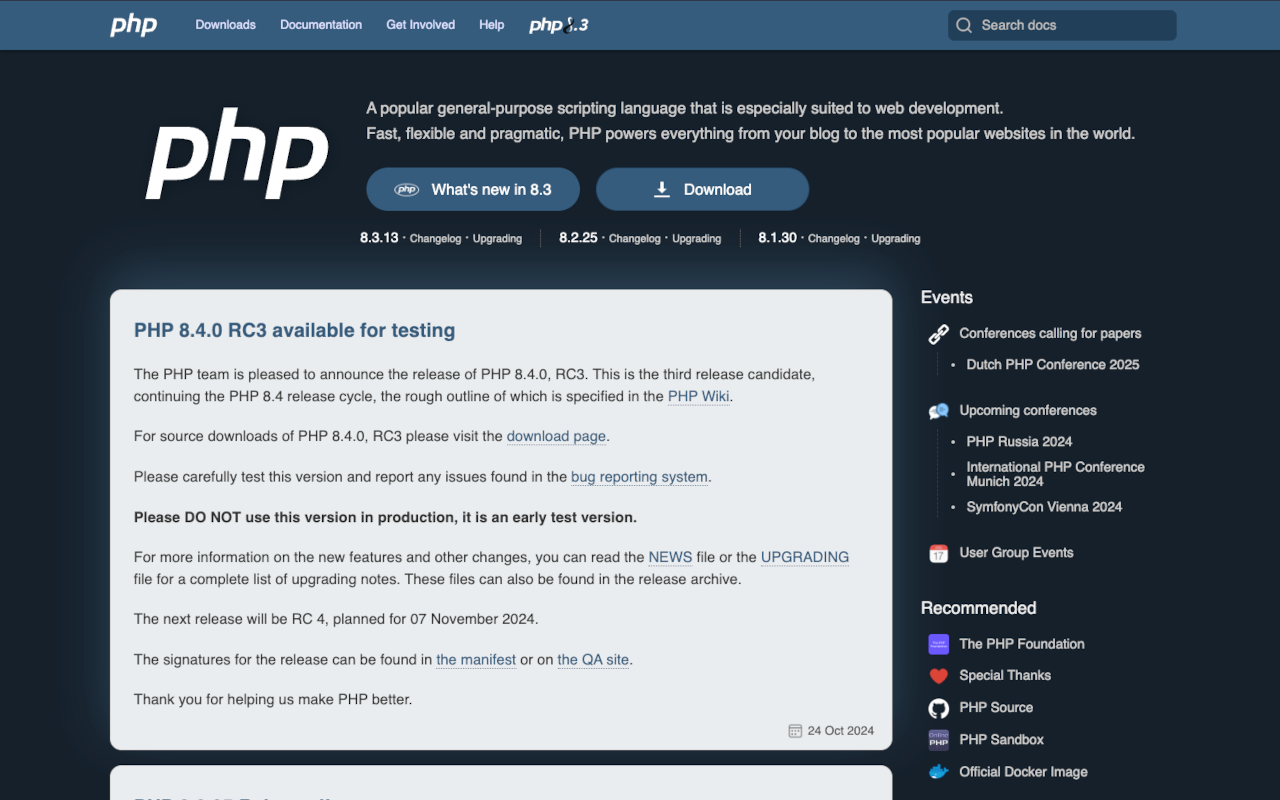 php
Downloads
Documentation
Get Involved
Help
php8.3
Search docs
php
A popular general-purpose scripting language that is especially suited to web development.
Fast, flexible and pragmatic, PHP powers everything from your blog to the most popular websites in the world.
php What's new in 8.3
Download
8.3.13 · Changelog · Upgrading
8.2.25 · Changelog · Upgrading
8.1.30 · Changelog · Upgrading
PHP 8.4.0 RC3 available for testing
The PHP team is pleased to announce the release of PHP 8.4.0, RC3. This is the third release candidate,
continuing the PHP 8.4 release cycle, the rough outline of which is specified in the PHP Wiki.
For source downloads of PHP 8.4.0, RC3 please visit the download page.
Please carefully test this version and report any issues found in the bug reporting system.
Please DO NOT use this version in production, it is an early test version.
For more information on the new features and other changes, you can read the NEWS file or the UPGRADING
file for a complete list of upgrading notes. These files can also be found in the release archive.
The next release will be RC 4, planned for 07 November 2024.
The signatures for the release can be found in the manifest or on the QA site.
Thank you for helping us make PHP better.
24 Oct 2024
Events
Conferences calling for papers
• Dutch PHP Conference 2025
Upcoming conferences
• PHP Russia 2024
• International PHP Conference
Munich 2024
• SymfonyCon Vienna 2024
17 User Group Events
Recommended
The PHP Foundation
Special Thanks
PHP Source
PHP PHP Sandbox
Official Docker Image